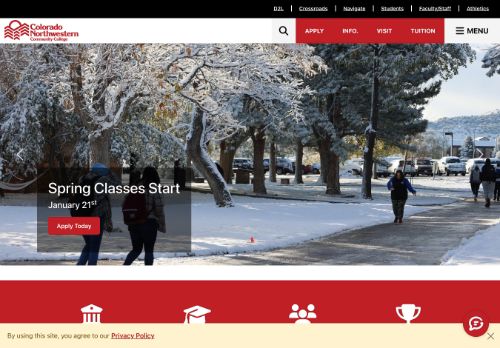 D2L | Crossroads | Navigate | Students | Faculty/Staff | Athletics
Colorado
Northwestern
Community College
APPLY INFO. VISIT TUITION MENU
Spring Classes Start
January 21st
Apply Today
By using this site, you agree to our Privacy Policy